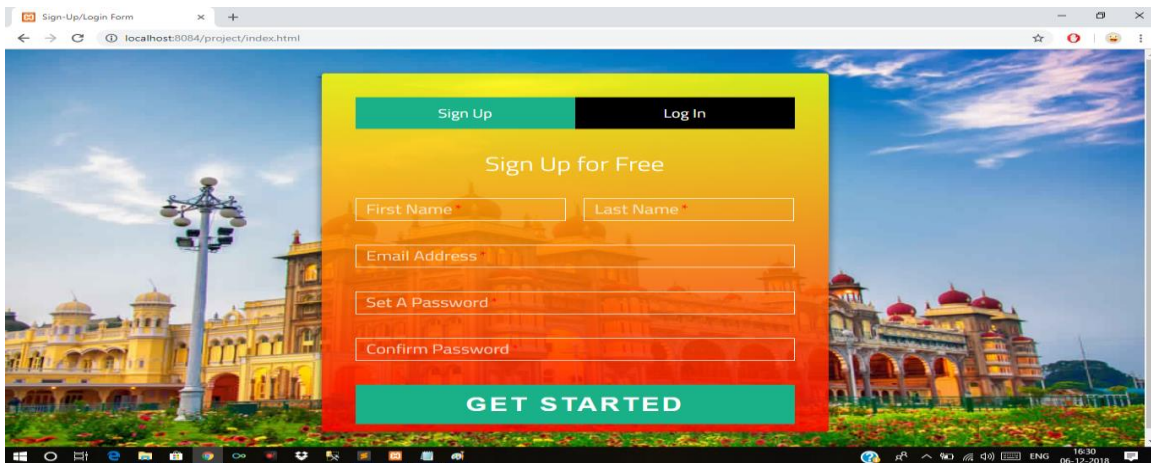 Sign-Up/Login Form
localhost:8084/project/index.html
Sign Up
Log In
Sign Up for Free
First Name*
Last Name*
Email Address*
Set A Password*
Confirm Password
GET STARTED
ENG
16:30
06-12-2018